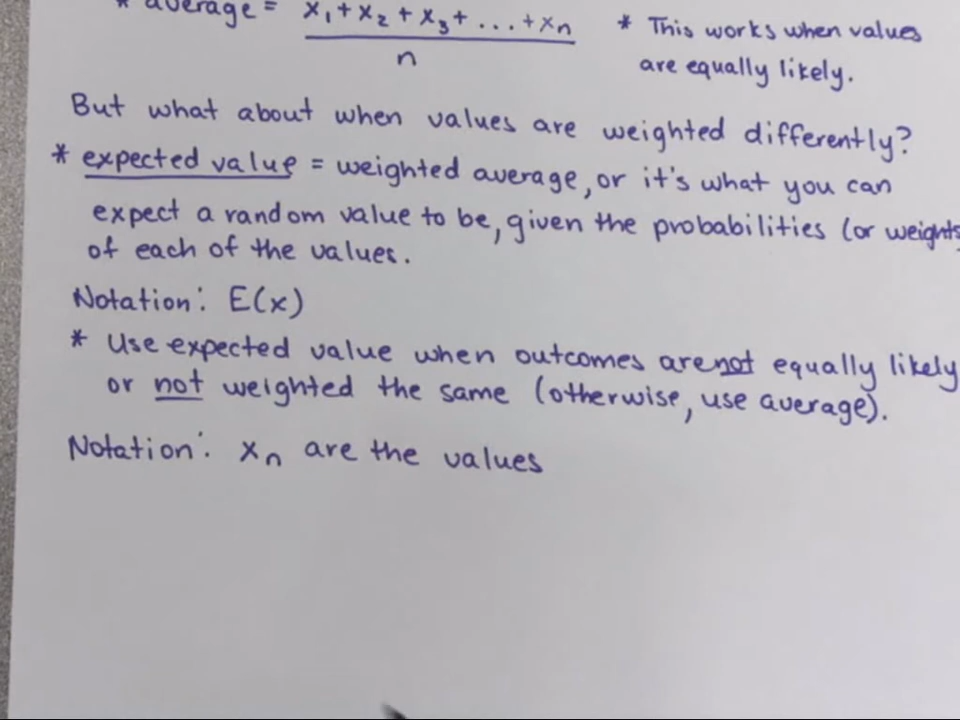 * average = x₁ + x₂ + x₃ + ... + xₙ / n
* This works when values
are equally likely.
But what about when values are weighted differently?
* expected value = weighted average, or it's what you can
expect a random value to be, given the probabilities (or weights
of each of the values.
Notation: E(x)
* Use expected value when outcomes are not equally likely
or not weighted the same (otherwise, use average).
Notation: xₙ are the values